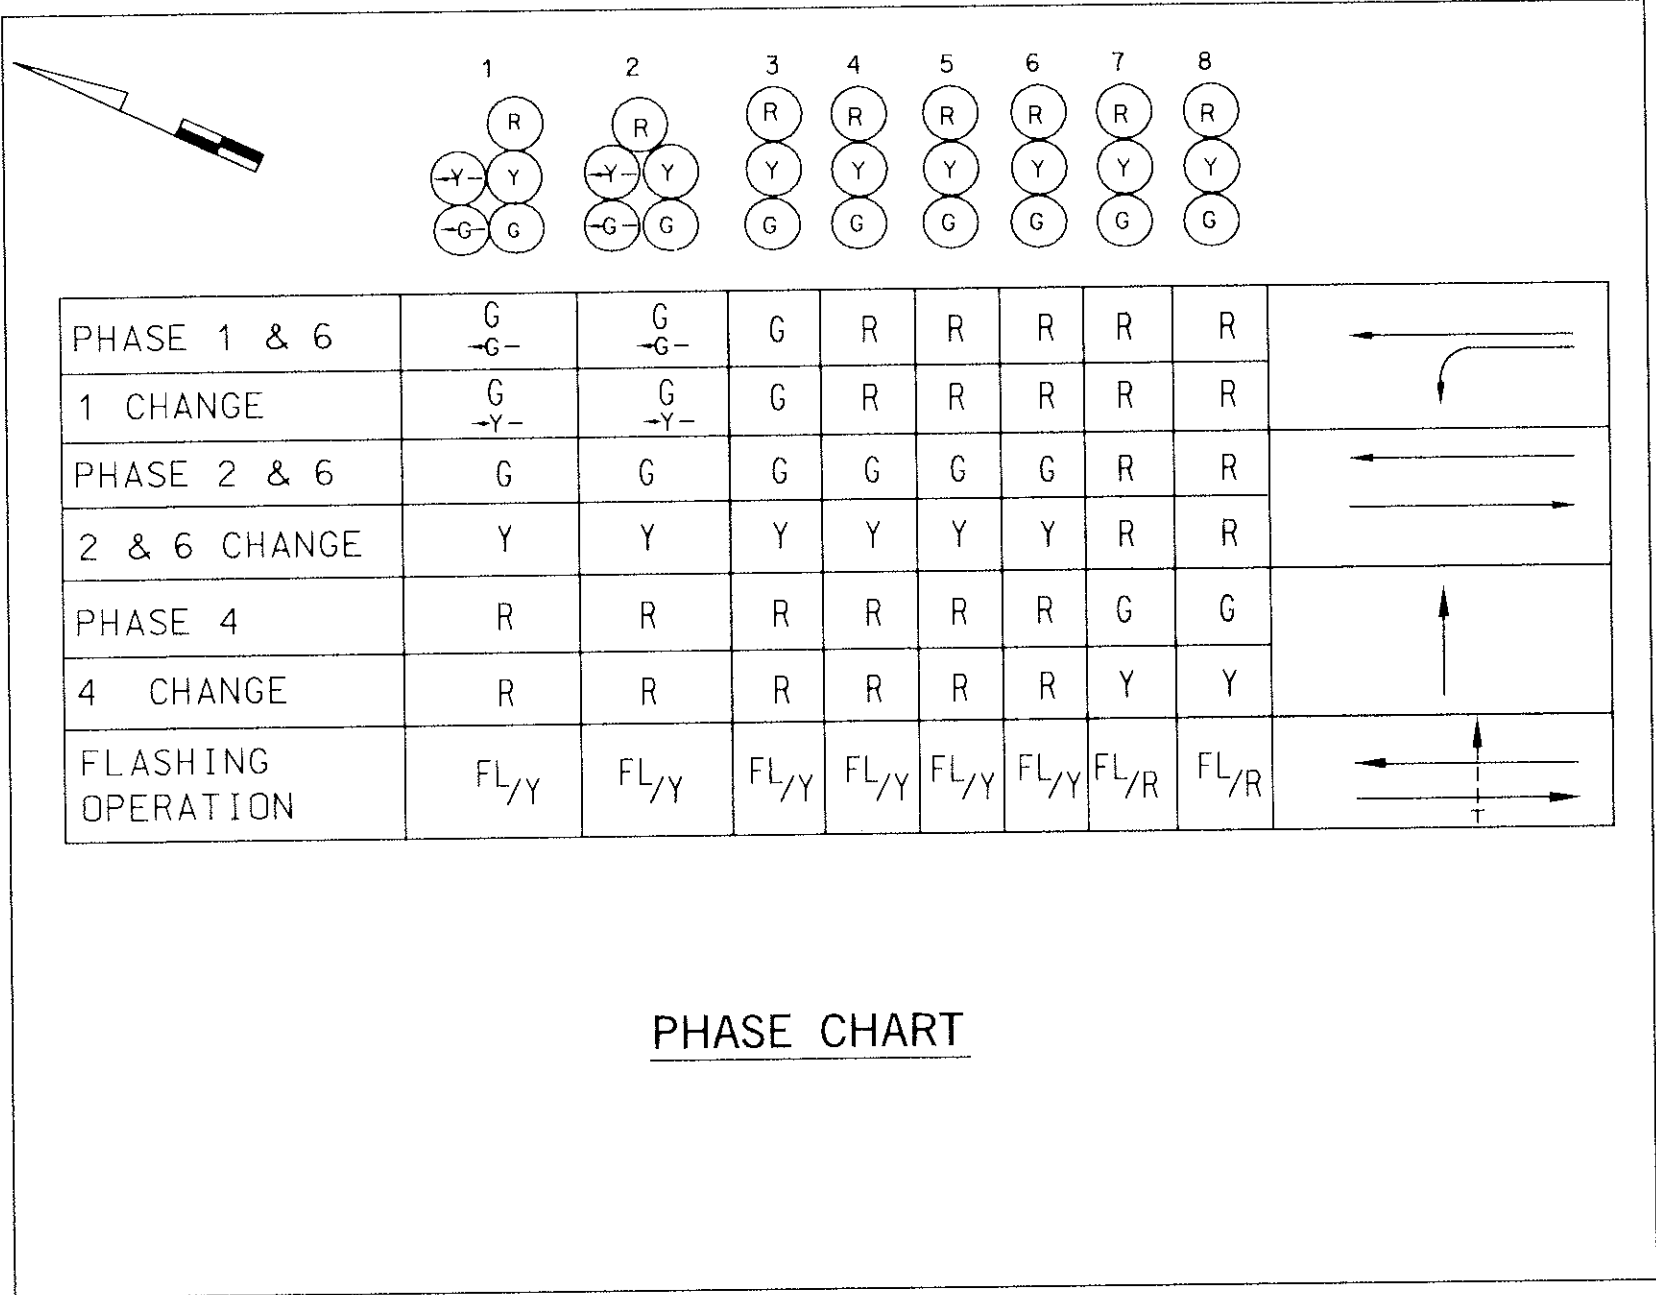 1 2 3 4 5 6 7 8
R R R R R R R R
Y Y Y Y Y Y Y Y Y Y
G G G G G G G G G G
PHASE 1 & 6 G G G R R R R R
G G
1 CHANGE G G G R R R R R
Y Y
PHASE 2 & 6 G G G G G G R R
2 & 6 CHANGE Y Y Y Y Y Y R R
PHASE 4 R R R R R R G G
4 CHANGE R R R R R R Y Y
FLASHING OPERATION FL/Y FL/Y FL/Y FL/Y FL/Y FL/Y FL/R FL/R
PHASE CHART